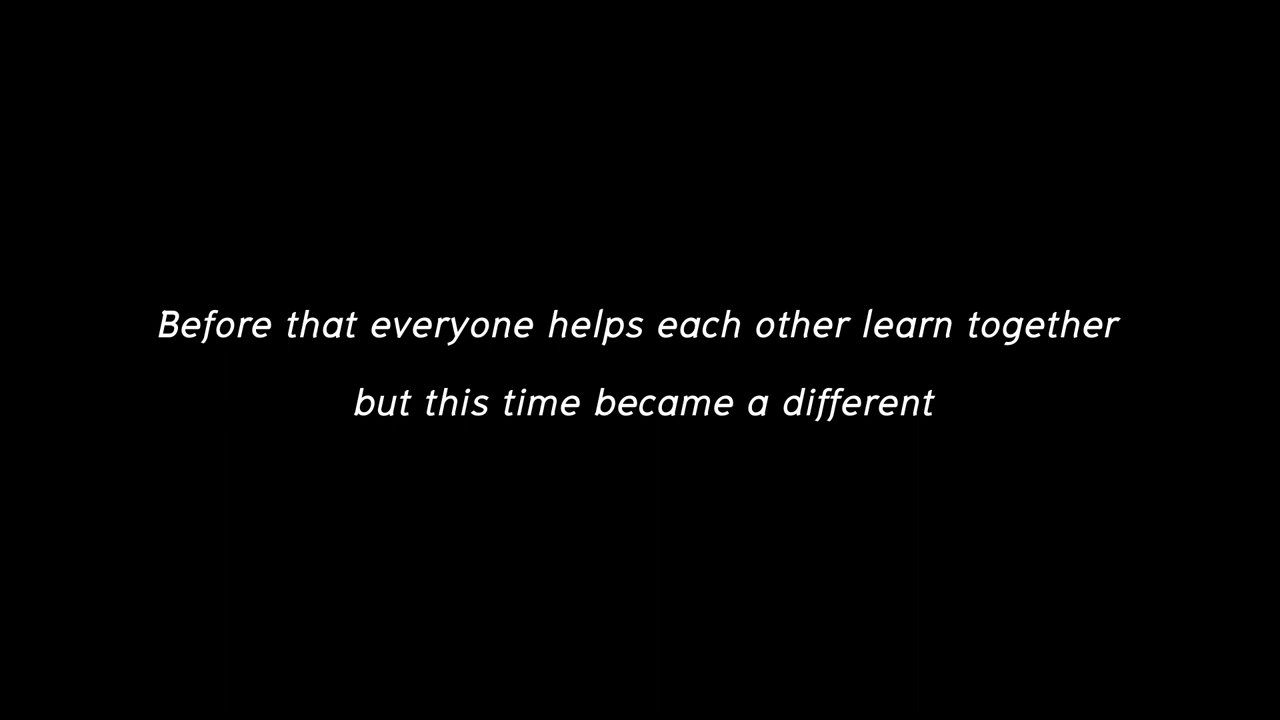 Before that everyone helps each other learn together
but this time became a different